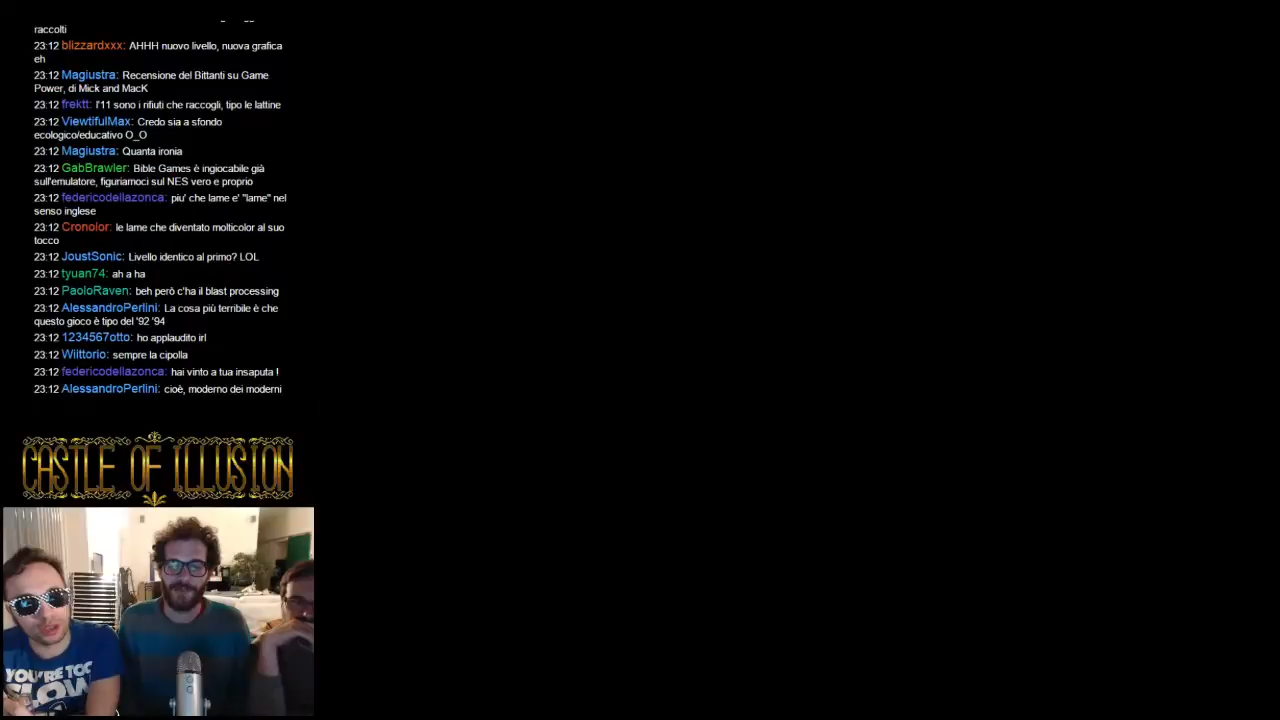 raccolti
23:12 blizzardxxx: AHHH nuovo livello, nuova grafica
eh
23:12 Magiustra: Recensione del Bittanti su Game
Power, di Mick and MacK
23:12 frektt: l'11 sono i rifiuti che raccogli, tipo le lattine
23:12 ViewtifulMax: Credo sia a sfondo
ecologico/educativo O_O
23:12 Magiustra: Quanta ironia
23:12 GabBrawler: Bible Games è ingiocabile già
sull'emulatore, figuriamoci sul NES vero e proprio
23:12 federicodellazonca: piu' che lame e' "lame" nel
senso inglese
23:12 Cronolor: le lame che diventato molticolor al suo
tocco
23:12 JoustSonic: Livello identico al primo? LOL
23:12 tyuan74: ah a ha
23:12 PaoloRaven: beh però c'ha il blast processing
23:12 AlessandroPerlini: La cosa più terribile è che
questo gioco è tipo del '92 '94
23:12 1234567otto: ho applaudito irl
23:12 Wiittorio: sempre la cipolla
23:12 federicodellazonca: hai vinto a tua insaputa !
23:12 AlessandroPerlini: cioè, moderno dei moderni
CASTLE OF ILLUSION
YOU'RE TOO
SLOW